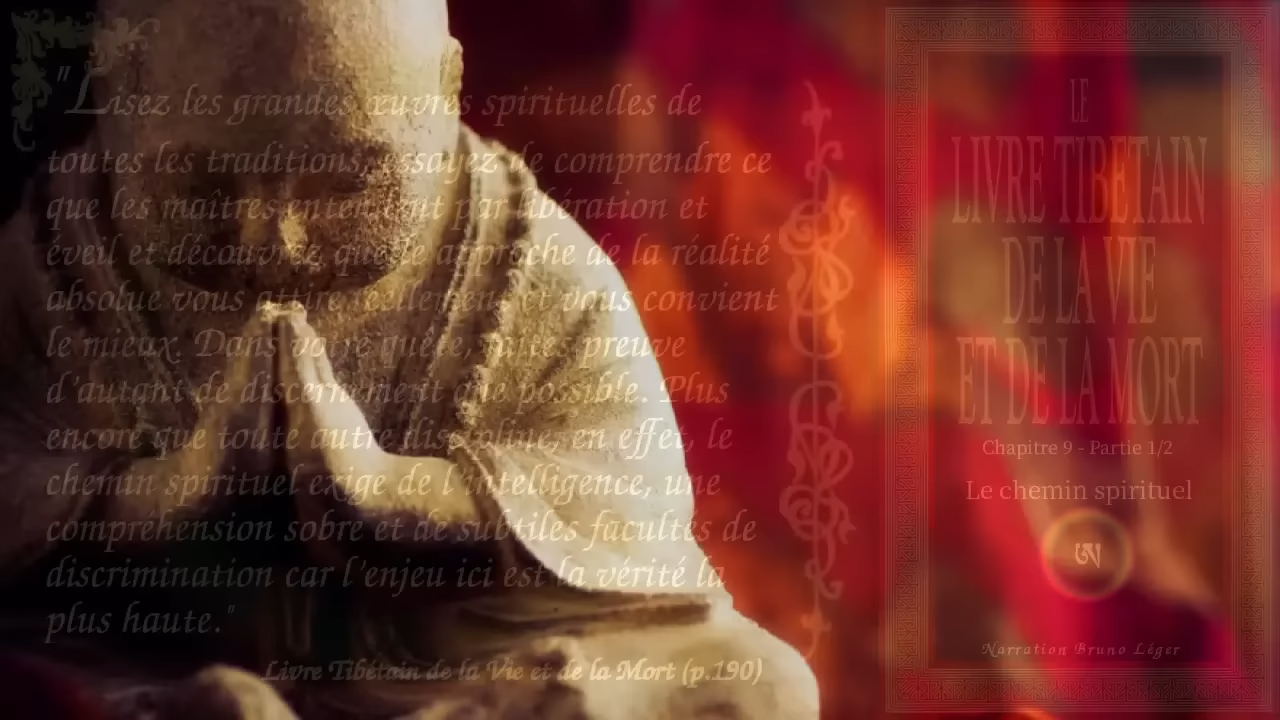 "Lisez les grandes œuvres spirituelles de
toutes les traditions, essayez de comprendre ce
que les maîtres entendent par libération et
éveil et découvrez quelle approche de la réalité
absolue vous attire réellement et vous convient
le mieux. Dans votre quête, faites preuve
d'autant de discernement que possible. Plus
encore que toute autre discipline, en effet, le
chemin spirituel exige de l'intelligence, une
compréhension sobre et de subtiles facultés de
discrimination car l'enjeu ici est la vérité la
plus haute."
Livre Tibétain de la Vie et de la Mort (p.190)
LE
LIVRE TIBETAIN
DE LA VIE
ET DE LA MORT
Chapitre 9 - Partie 1/2
Le chemin spirituel
Narration Bruno Léger